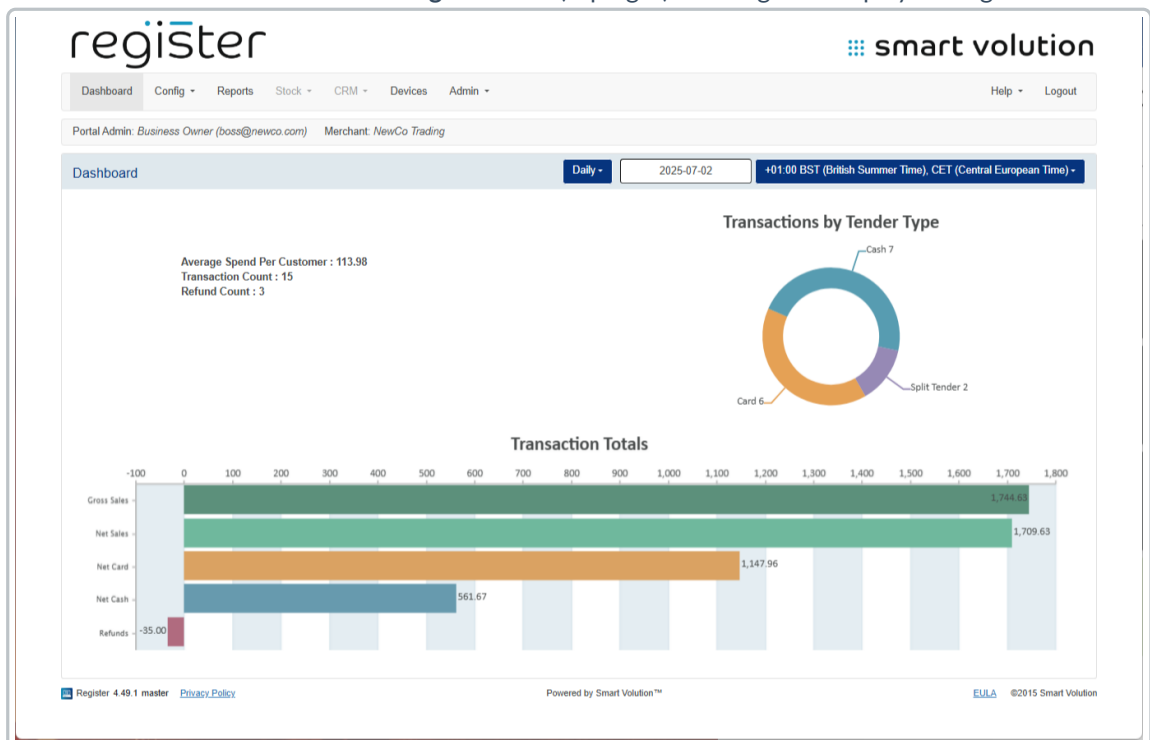 register
smart volution
Dashboard Config Reports Stock CRM Devices Admin Help Logout
Portal Admin: Business Owner (boss@newco.com) Merchant: NewCo Trading
Dashboard Daily 2025-07-02 +01:00 BST (British Summer Time), CET (Central European Time)
Average Spend Per Customer : 113.98
Transaction Count : 15
Refund Count : 3
Transactions by Tender Type
Cash 7
Split Tender 2
Card 6
Transaction Totals
-100 0 100 200 300 400 500 600 700 800 900 1,000 1,100 1,200 1,300 1,400 1,500 1,600 1,700 1,800
Gross Sales 1,744.63
Net Sales 1,709.63
Net Card 1,147.96
Net Cash 561.67
Refunds -35.00
Register 4.49.1 master Privacy Policy Powered by Smart Volution™ EULA ©2015 Smart Volution